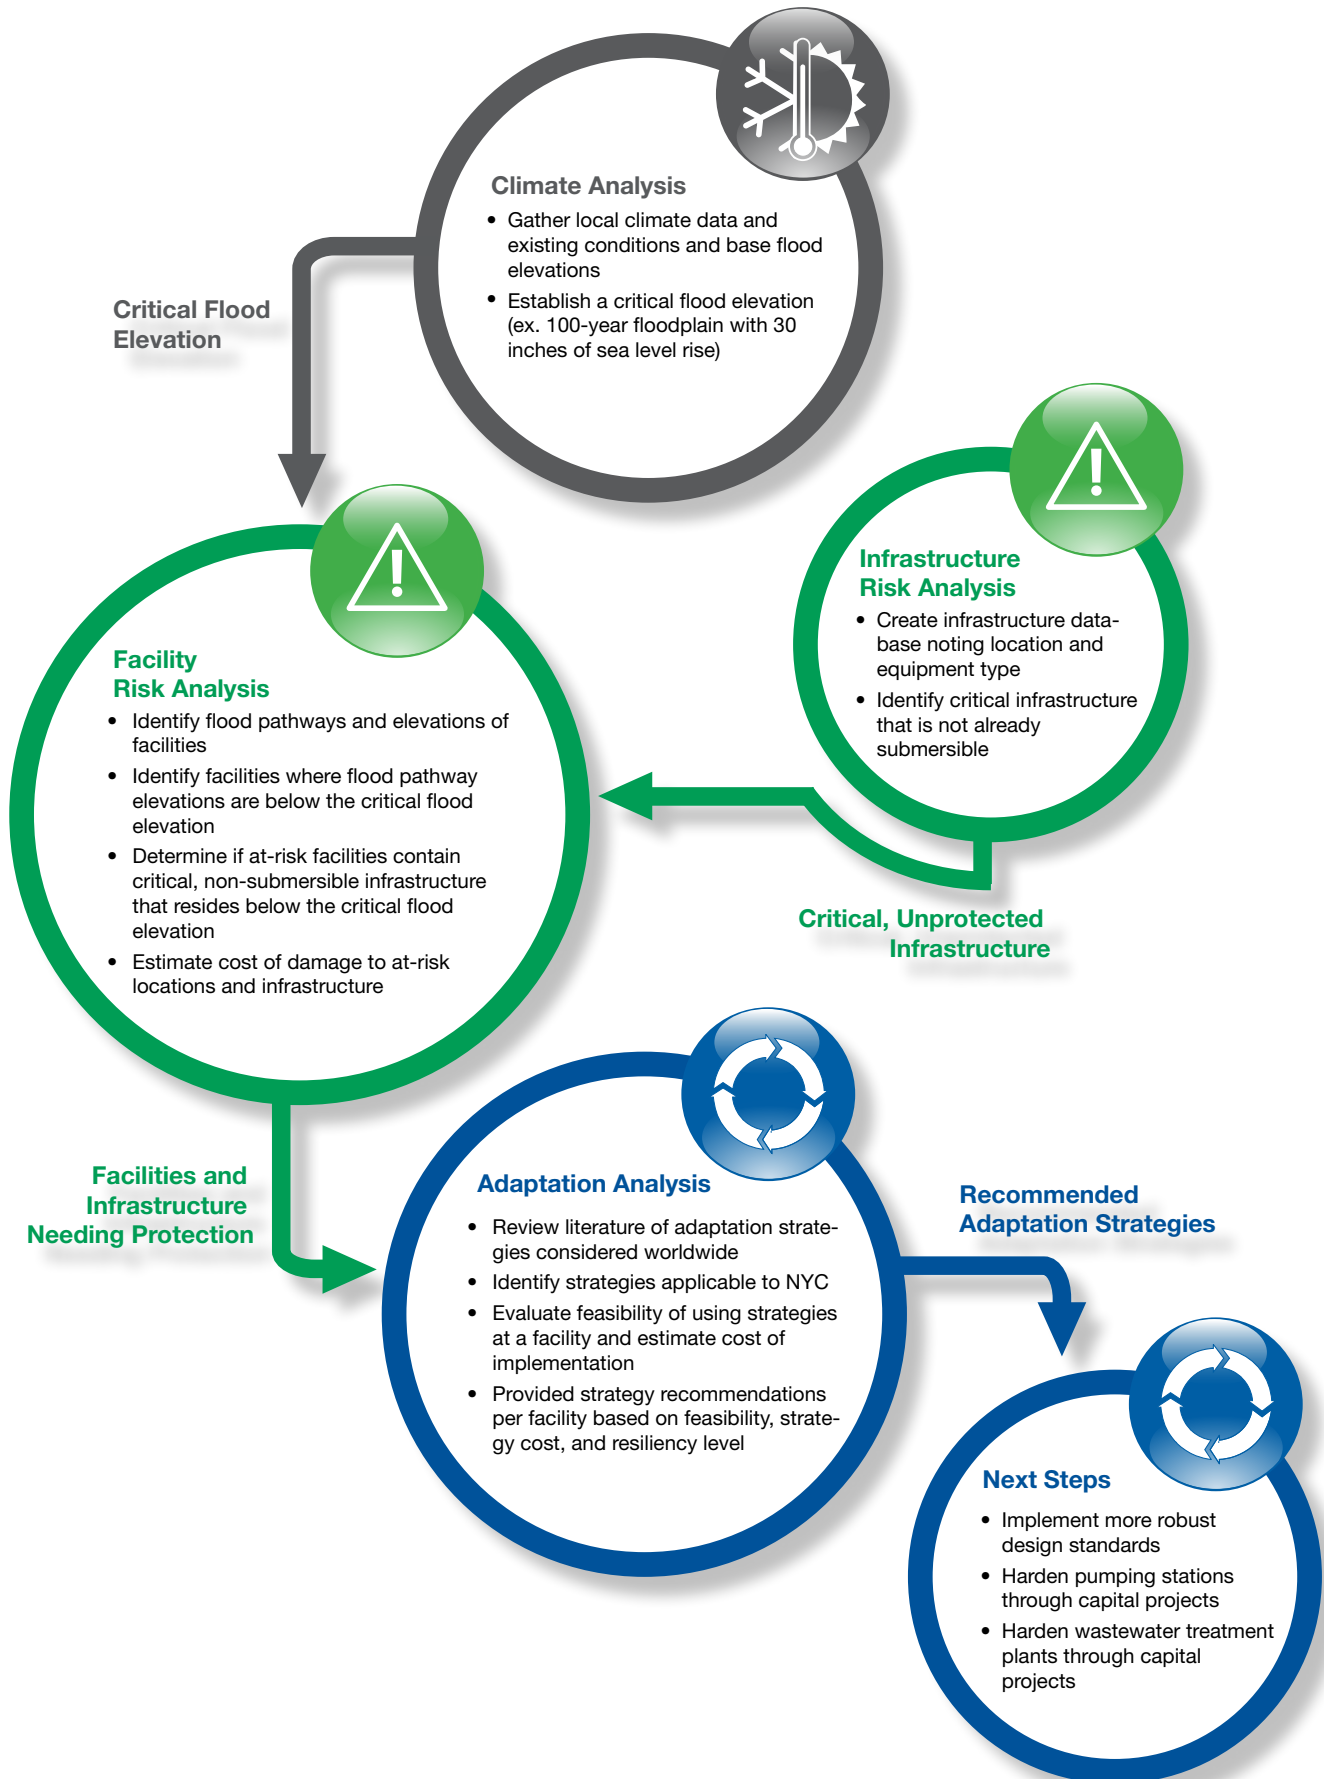 Climate Analysis
• Gather local climate data and
existing conditions and base flood
elevations
• Establish a critical flood elevation
(ex. 100-year floodplain with 30
inches of sea level rise)
Critical Flood
Elevation
Infrastructure
Risk Analysis
• Create infrastructure data-
base noting location and
equipment type
• Identify critical infrastructure
that is not already
submersible
Facility
Risk Analysis
• Identify flood pathways and elevations of
facilities
• Identify facilities where flood pathway
elevations are below the critical flood
elevation
• Determine if at-risk facilities contain
critical, non-submersible infrastructure
that resides below the critical flood
elevation
• Estimate cost of damage to at-risk
locations and infrastructure
Critical, Unprotected
Infrastructure
Facilities and
Infrastructure
Needing Protection
Adaptation Analysis
• Review literature of adaptation strate-
gies considered worldwide
• Identify strategies applicable to NYC
• Evaluate feasibility of using strategies
at a facility and estimate cost of
implementation
• Provided strategy recommendations
per facility based on feasibility, strate-
gy cost, and resiliency level
Recommended
Adaptation Strategies
Next Steps
• Implement more robust
design standards
• Harden pumping stations
through capital projects
• Harden wastewater treatment
plants through capital
projects